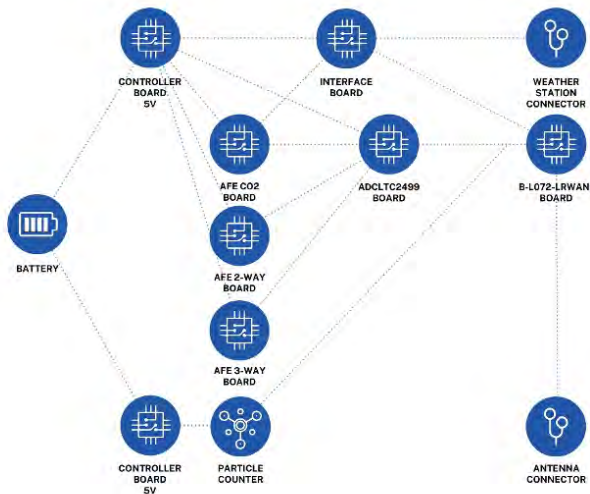 CONTROLLER
BOARD
5V
INTERFACE
BOARD
WEATHER
STATION
CONNECTOR
AFE CO2
BOARD
ADCLTC2499
BOARD
B-L072-LRWAN
BOARD
BATTERY
AFE 2-WAY
BOARD
AFE 3-WAY
BOARD
CONTROLLER
BOARD
5V
PARTICLE
COUNTER
ANTENNA
CONNECTOR